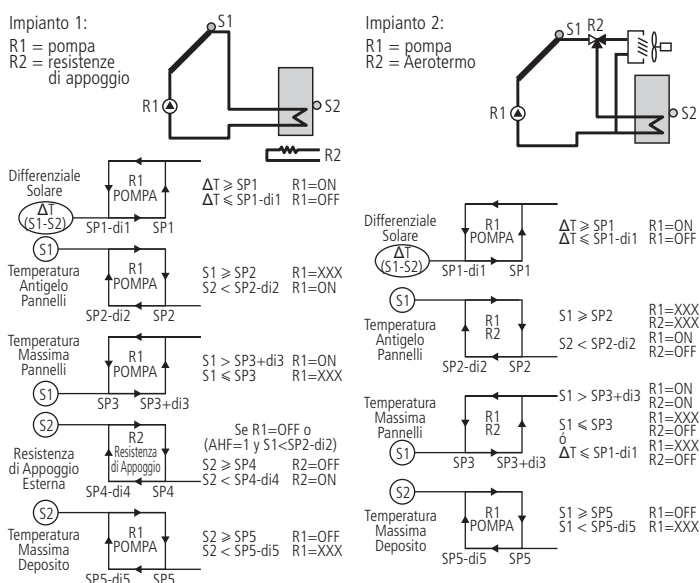 Impianto 1:
R1 = pompa
R2 = resistenze
di appoggio
S1
R1
S2
R2
Differenziale
Solare
ΔT
(S1-S2)
R1
POMPA
SP1-di1
SP1
ΔT ⩾ SP1 R1=ON
ΔT ⩽ SP1-di1 R1=OFF
S1
Temperatura
Antigelo
Pannelli
R1
POMPA
SP2-di2
SP2
S1 ⩾ SP2 R1=XXX
S2 < SP2-di2 R1=ON
Temperatura
Massima
Pannelli
S1
R1
POMPA
SP3
SP3+di3
S1 > SP3+di3 R1=ON
S1 ⩽ SP3 R1=XXX
S2
Resistenza
di Appoggio
Esterna
R2
Resistenza
di Appoggio
SP4-di4
SP4
Se R1=OFF o
(AHF=1 y S1<SP2-di2)
S2 ⩾ SP4 R2=OFF
S2 < SP4-di4 R2=ON
S2
Temperatura
Massima
Deposito
R1
POMPA
SP5-di5
SP5
S2 ⩾ SP5 R1=OFF
S2 < SP5-di5 R1=XXX
Impianto 2:
R1 = pompa
R2 = Aerotermo
S1
R2
R1
S2
Differenziale
Solare
ΔT
(S1-S2)
R1
POMPA
SP1-di1
SP1
ΔT ⩾ SP1 R1=ON
ΔT ⩽ SP1-di1 R1=OFF
S1
Temperatura
Antigelo
Pannelli
R1
R2
SP2-di2
SP2
S1 ⩾ SP2 R1=XXX
R2=XXX
S2 < SP2-di2 R1=ON
R2=OFF
Temperatura
Massima
Pannelli
S1
R1
R2
SP3
SP3+di3
S1 > SP3+di3 R1=ON
R2=ON
S1 ⩽ SP3 R1=XXX
R2=OFF
ó
ΔT ⩽ SP1-di1 R1=XXX
R2=OFF
S2
Temperatura
Massima
Deposito
R1
POMPA
SP5-di5
SP5
S1 ⩾ SP5 R1=OFF
S1 < SP5-di5 R1=XXX